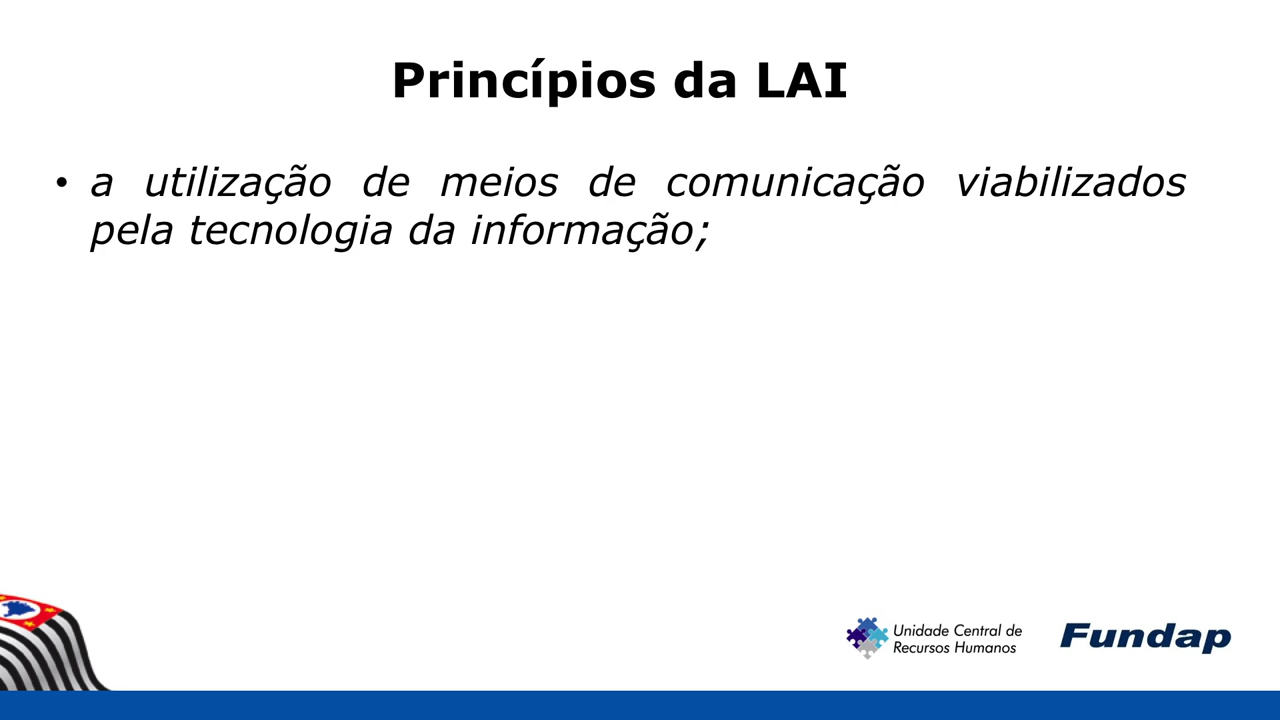 Princípios da LAI
• a utilização de meios de comunicação viabilizados
pela tecnologia da informação;
Unidade Central de
Recursos Humanos
Fundap